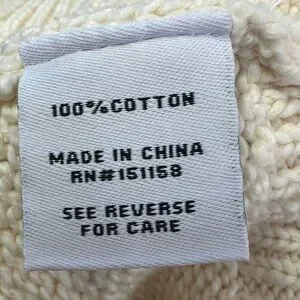 100%COTTON
MADE IN CHINA
RN#151158
SEE REVERSE
FOR CARE